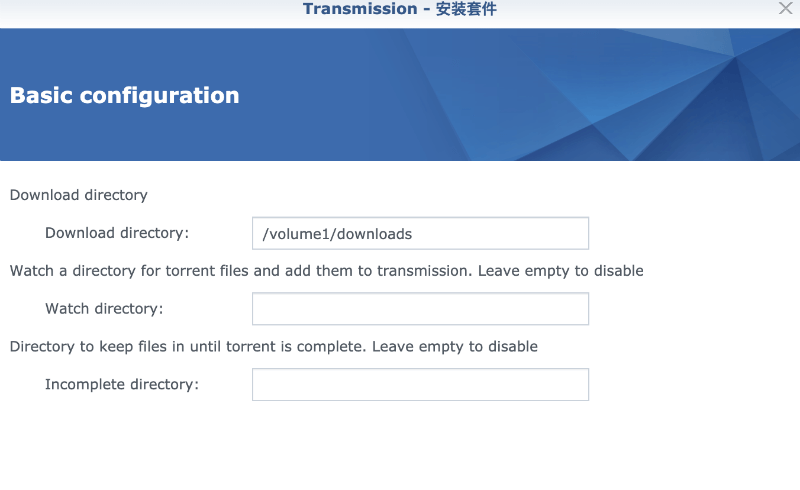 Transmission - 安装套件
Basic configuration
Download directory
Download directory: /volume1/downloads
Watch a directory for torrent files and add them to transmission. Leave empty to disable
Watch directory:
Directory to keep files in until torrent is complete. Leave empty to disable
Incomplete directory: